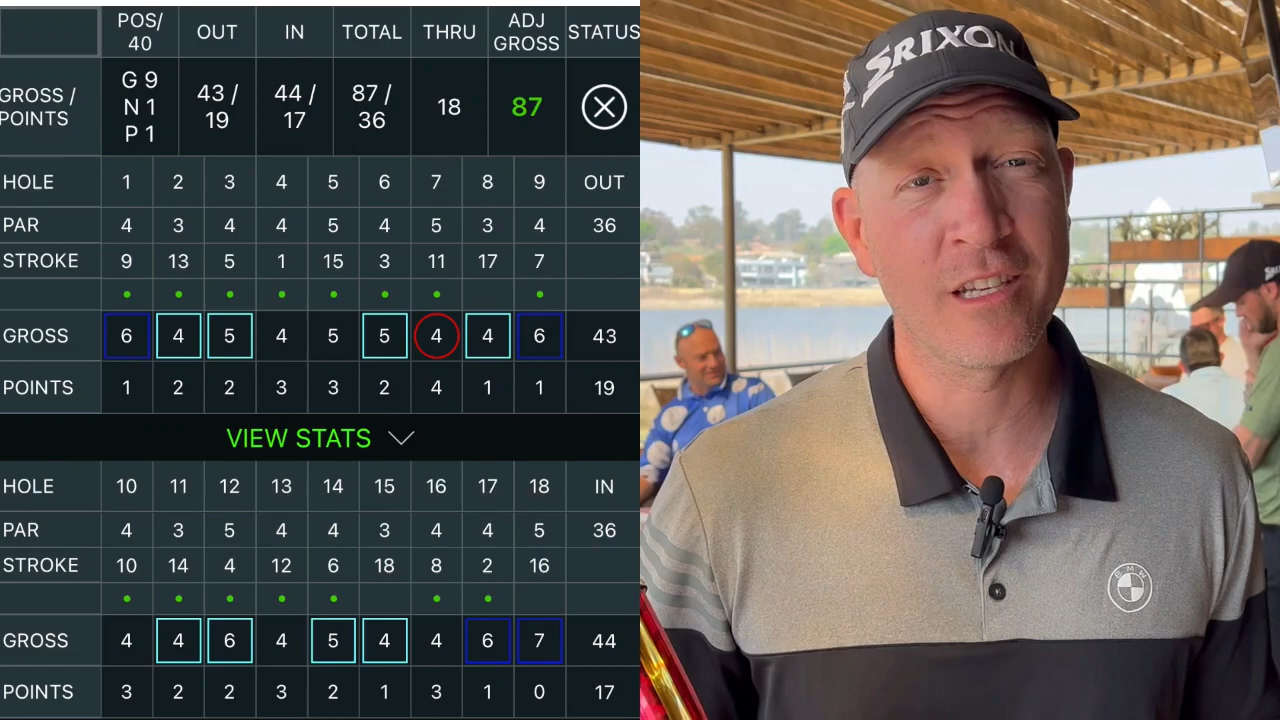 POS/ OUT IN TOTAL THRU ADJ STATUS
40 GROSS
GROSS / G 9 43 / 44 / 87 / 18 87
POINTS N 1 19 17 36
P 1
HOLE 1 2 3 4 5 6 7 8 9 OUT
PAR 4 3 4 4 5 4 5 3 4 36
STROKE 9 13 5 1 15 3 11 17 7
GROSS 6 4 5 4 5 5 4 4 6 43
POINTS 1 2 2 3 3 2 4 1 1 19
VIEW STATS
HOLE 10 11 12 13 14 15 16 17 18 IN
PAR 4 3 5 4 4 3 4 4 5 36
STROKE 10 14 4 12 6 18 8 2 16
GROSS 4 4 6 4 5 4 4 6 7 44
POINTS 3 2 2 3 2 1 3 1 0 17
SRIXON
BMW